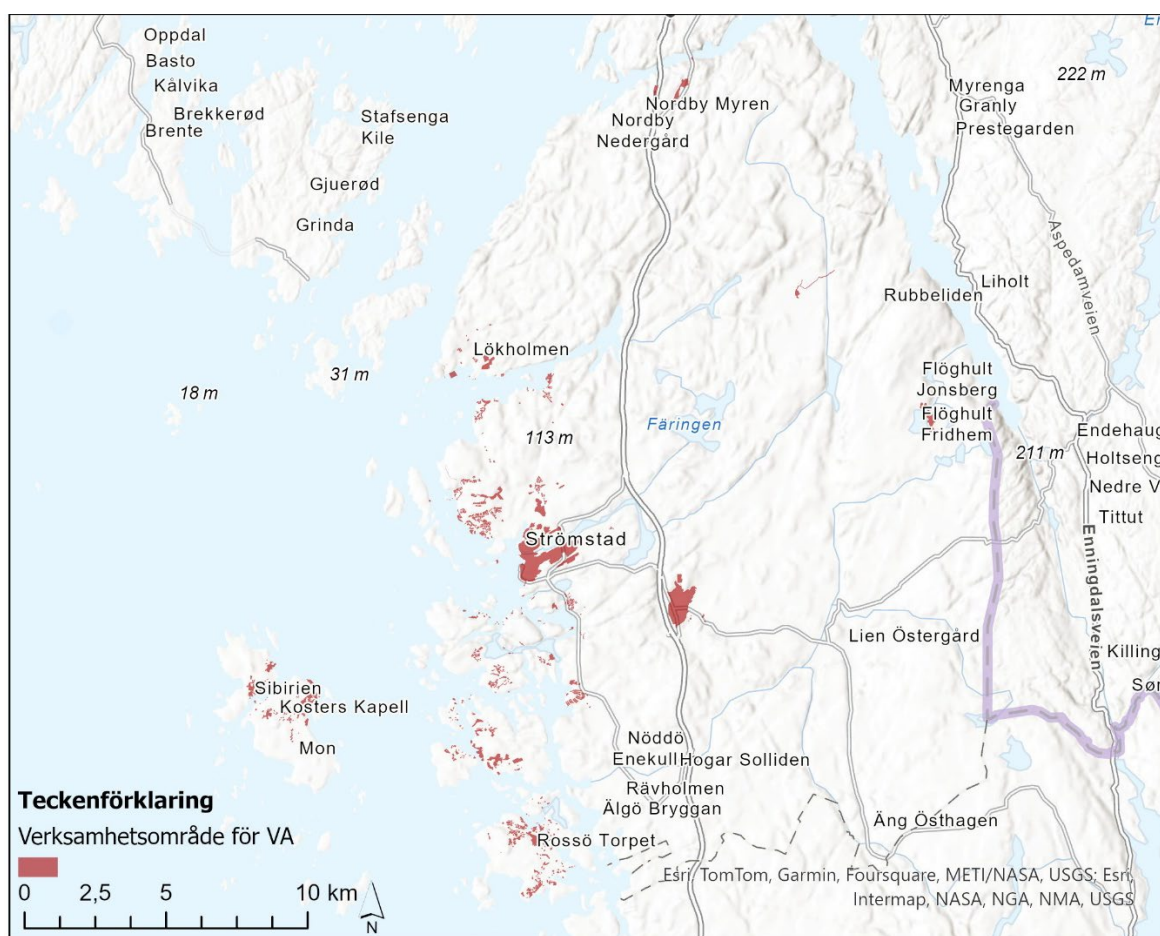 Oppdal
Basto
Kålvika
Brekkerød
Brente
Stafsenga
Kile
Gjuerød
Grinda
222 m
Myrenga
Granly
Prestegarden
Nordby Myren
Nordby
Nedergård
Aspedamveien
Liholt
Rubbeliden
Lökholmen
31 m
18 m
113 m
Färingen
Flöghult
Jonsberg
Flöghult
Fridhem
211 m
Endehaug
Holtseng
Nedre V
Tittut
Enningdalsveien
Strömstad
Lien Östergård
Killing
Sør
Sibirien
Kosters Kapell
Mon
Nöddö
Enekull
Hogar Solliden
Rävholmen
Älgö Bryggan
Äng Östhagen
Rossö Torpet
Teckenförklaring
Verksamhetsområde för VA
0 2,5 5 10 km
N
Esri, TomTom, Garmin, Foursquare, METI/NASA, USGS; Esri,
Intermap, NASA, NGA, NMA, USGS